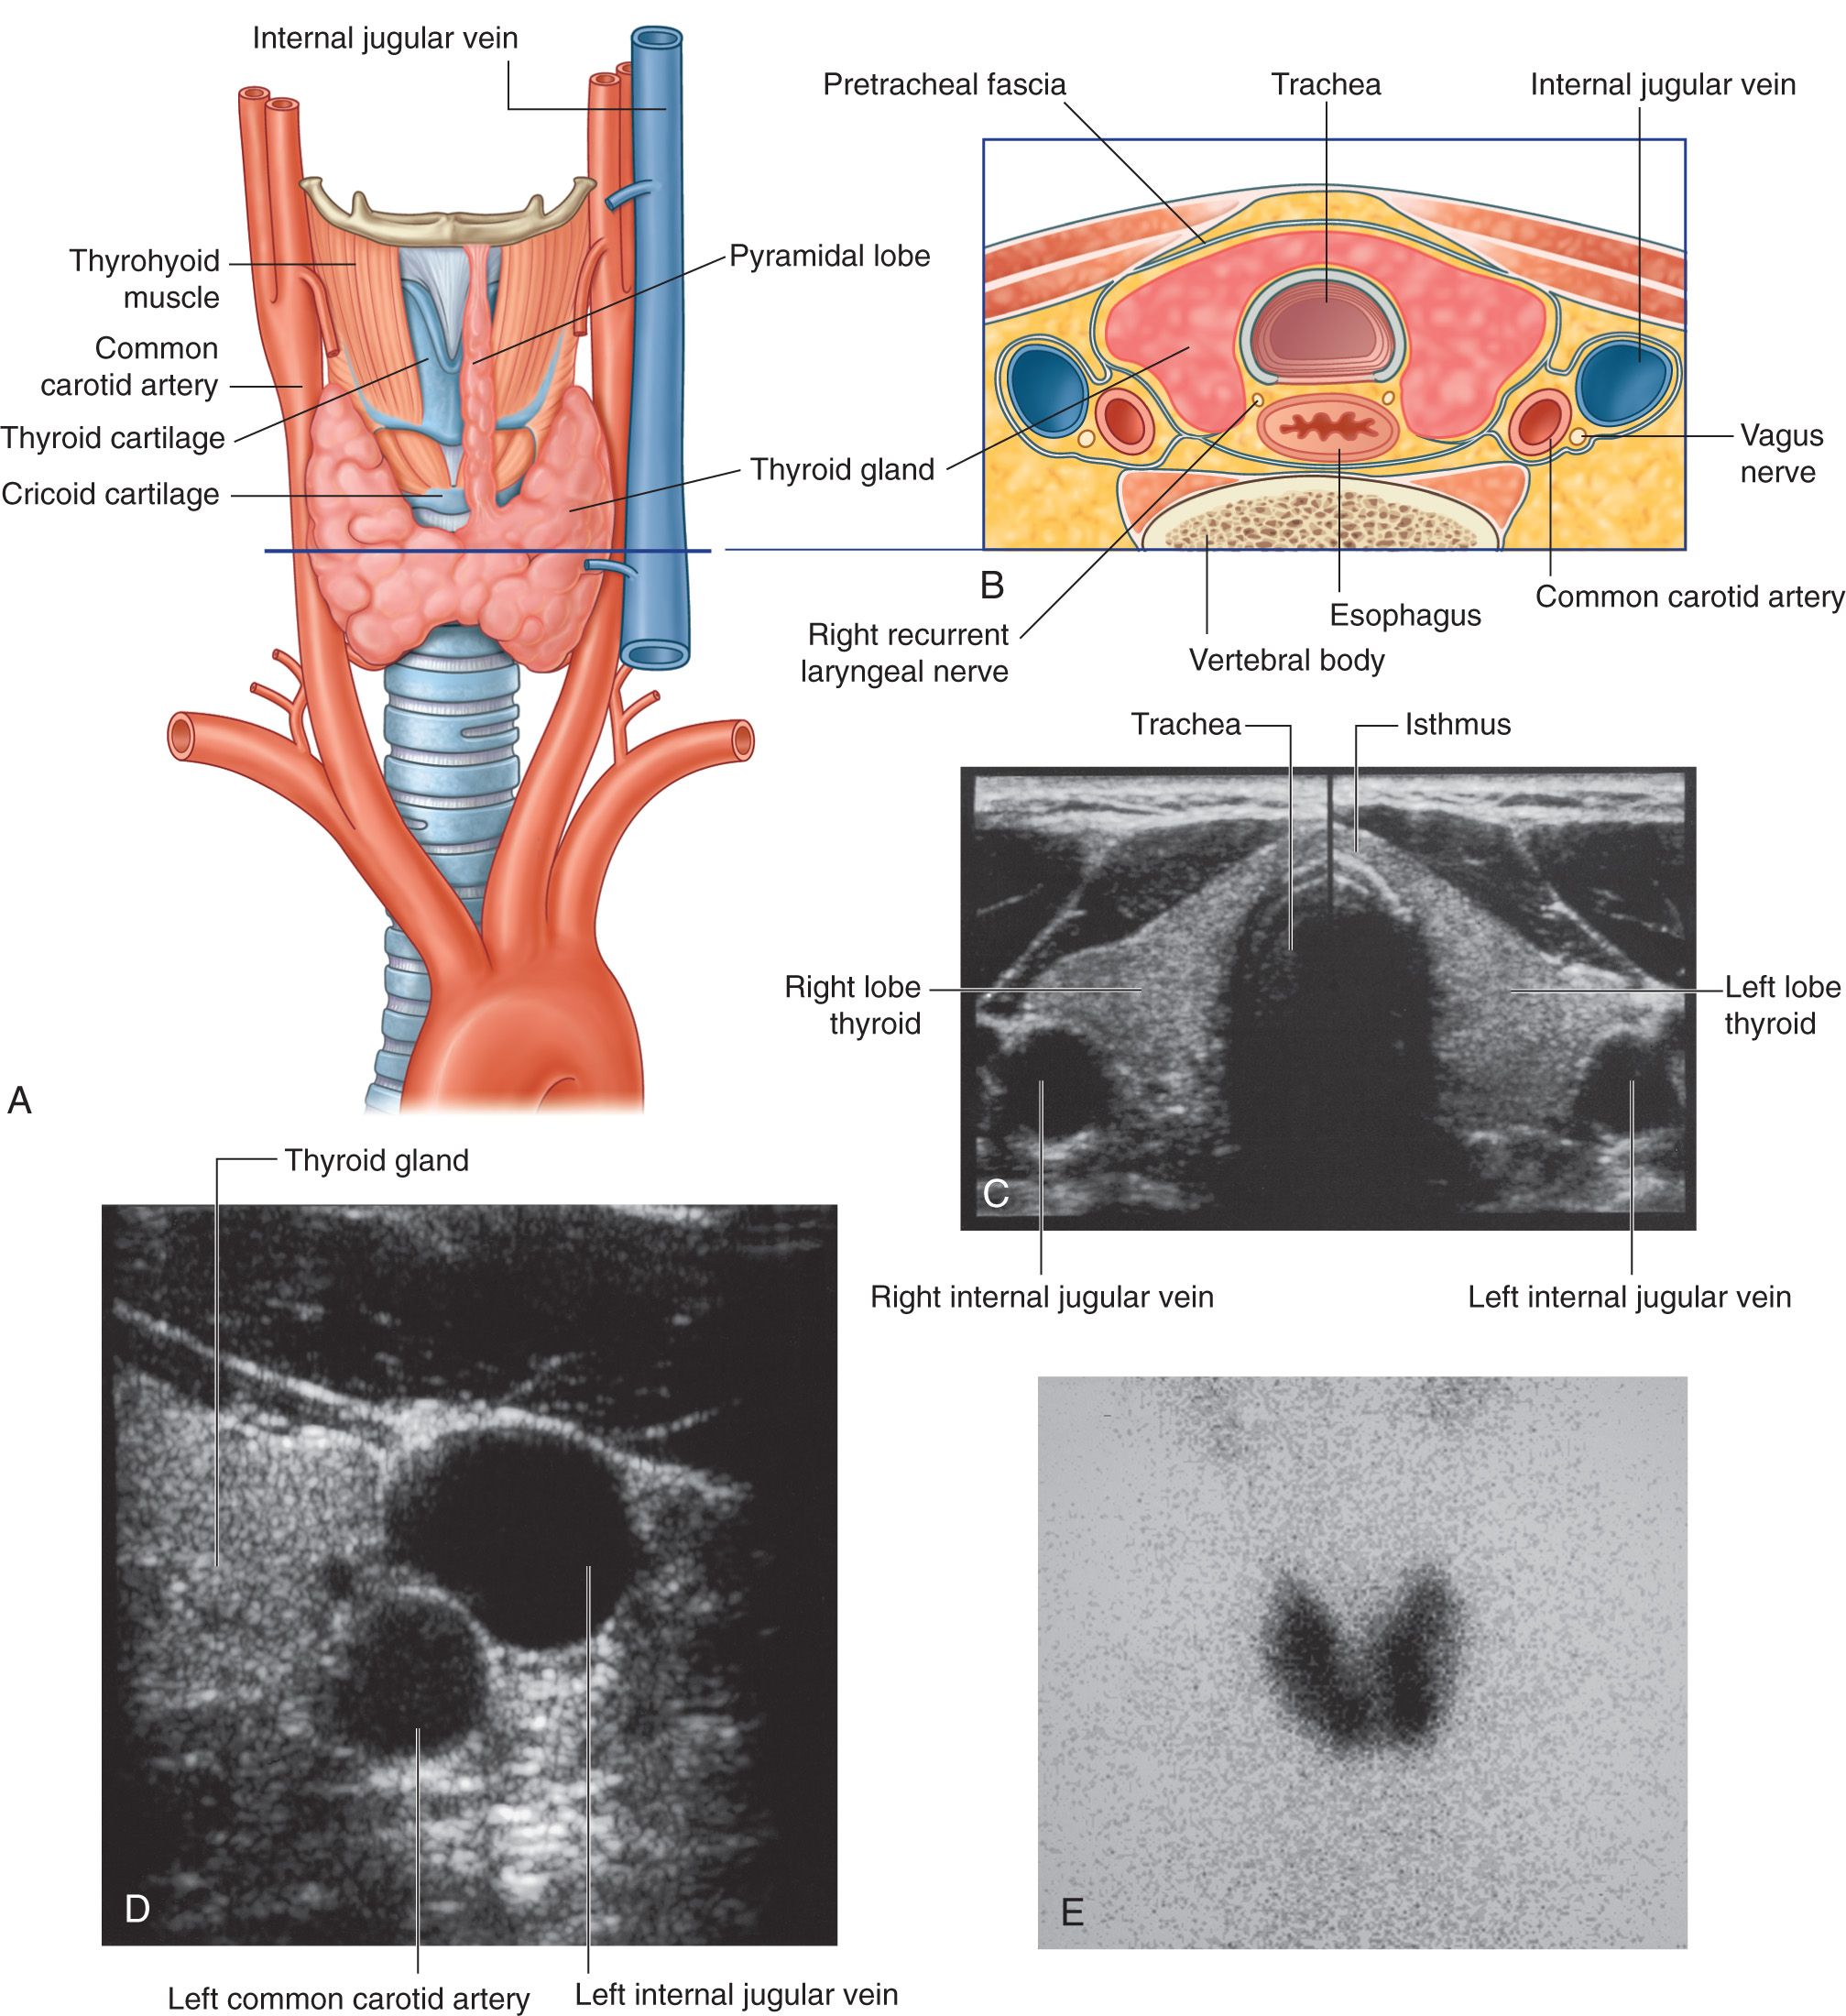 Internal jugular vein
Thyrohyoid
muscle
Common
carotid artery
Thyroid cartilage
Cricoid cartilage
Pyramidal lobe
Thyroid gland
A
Pretracheal fascia
Trachea
Internal jugular vein
Vagus
nerve
B
Right recurrent
laryngeal nerve
Vertebral body
Esophagus
Common carotid artery
Trachea
Isthmus
Right lobe
thyroid
Left lobe
thyroid
C
Right internal jugular vein
Left internal jugular vein
Thyroid gland
D
Left common carotid artery
Left internal jugular vein
E